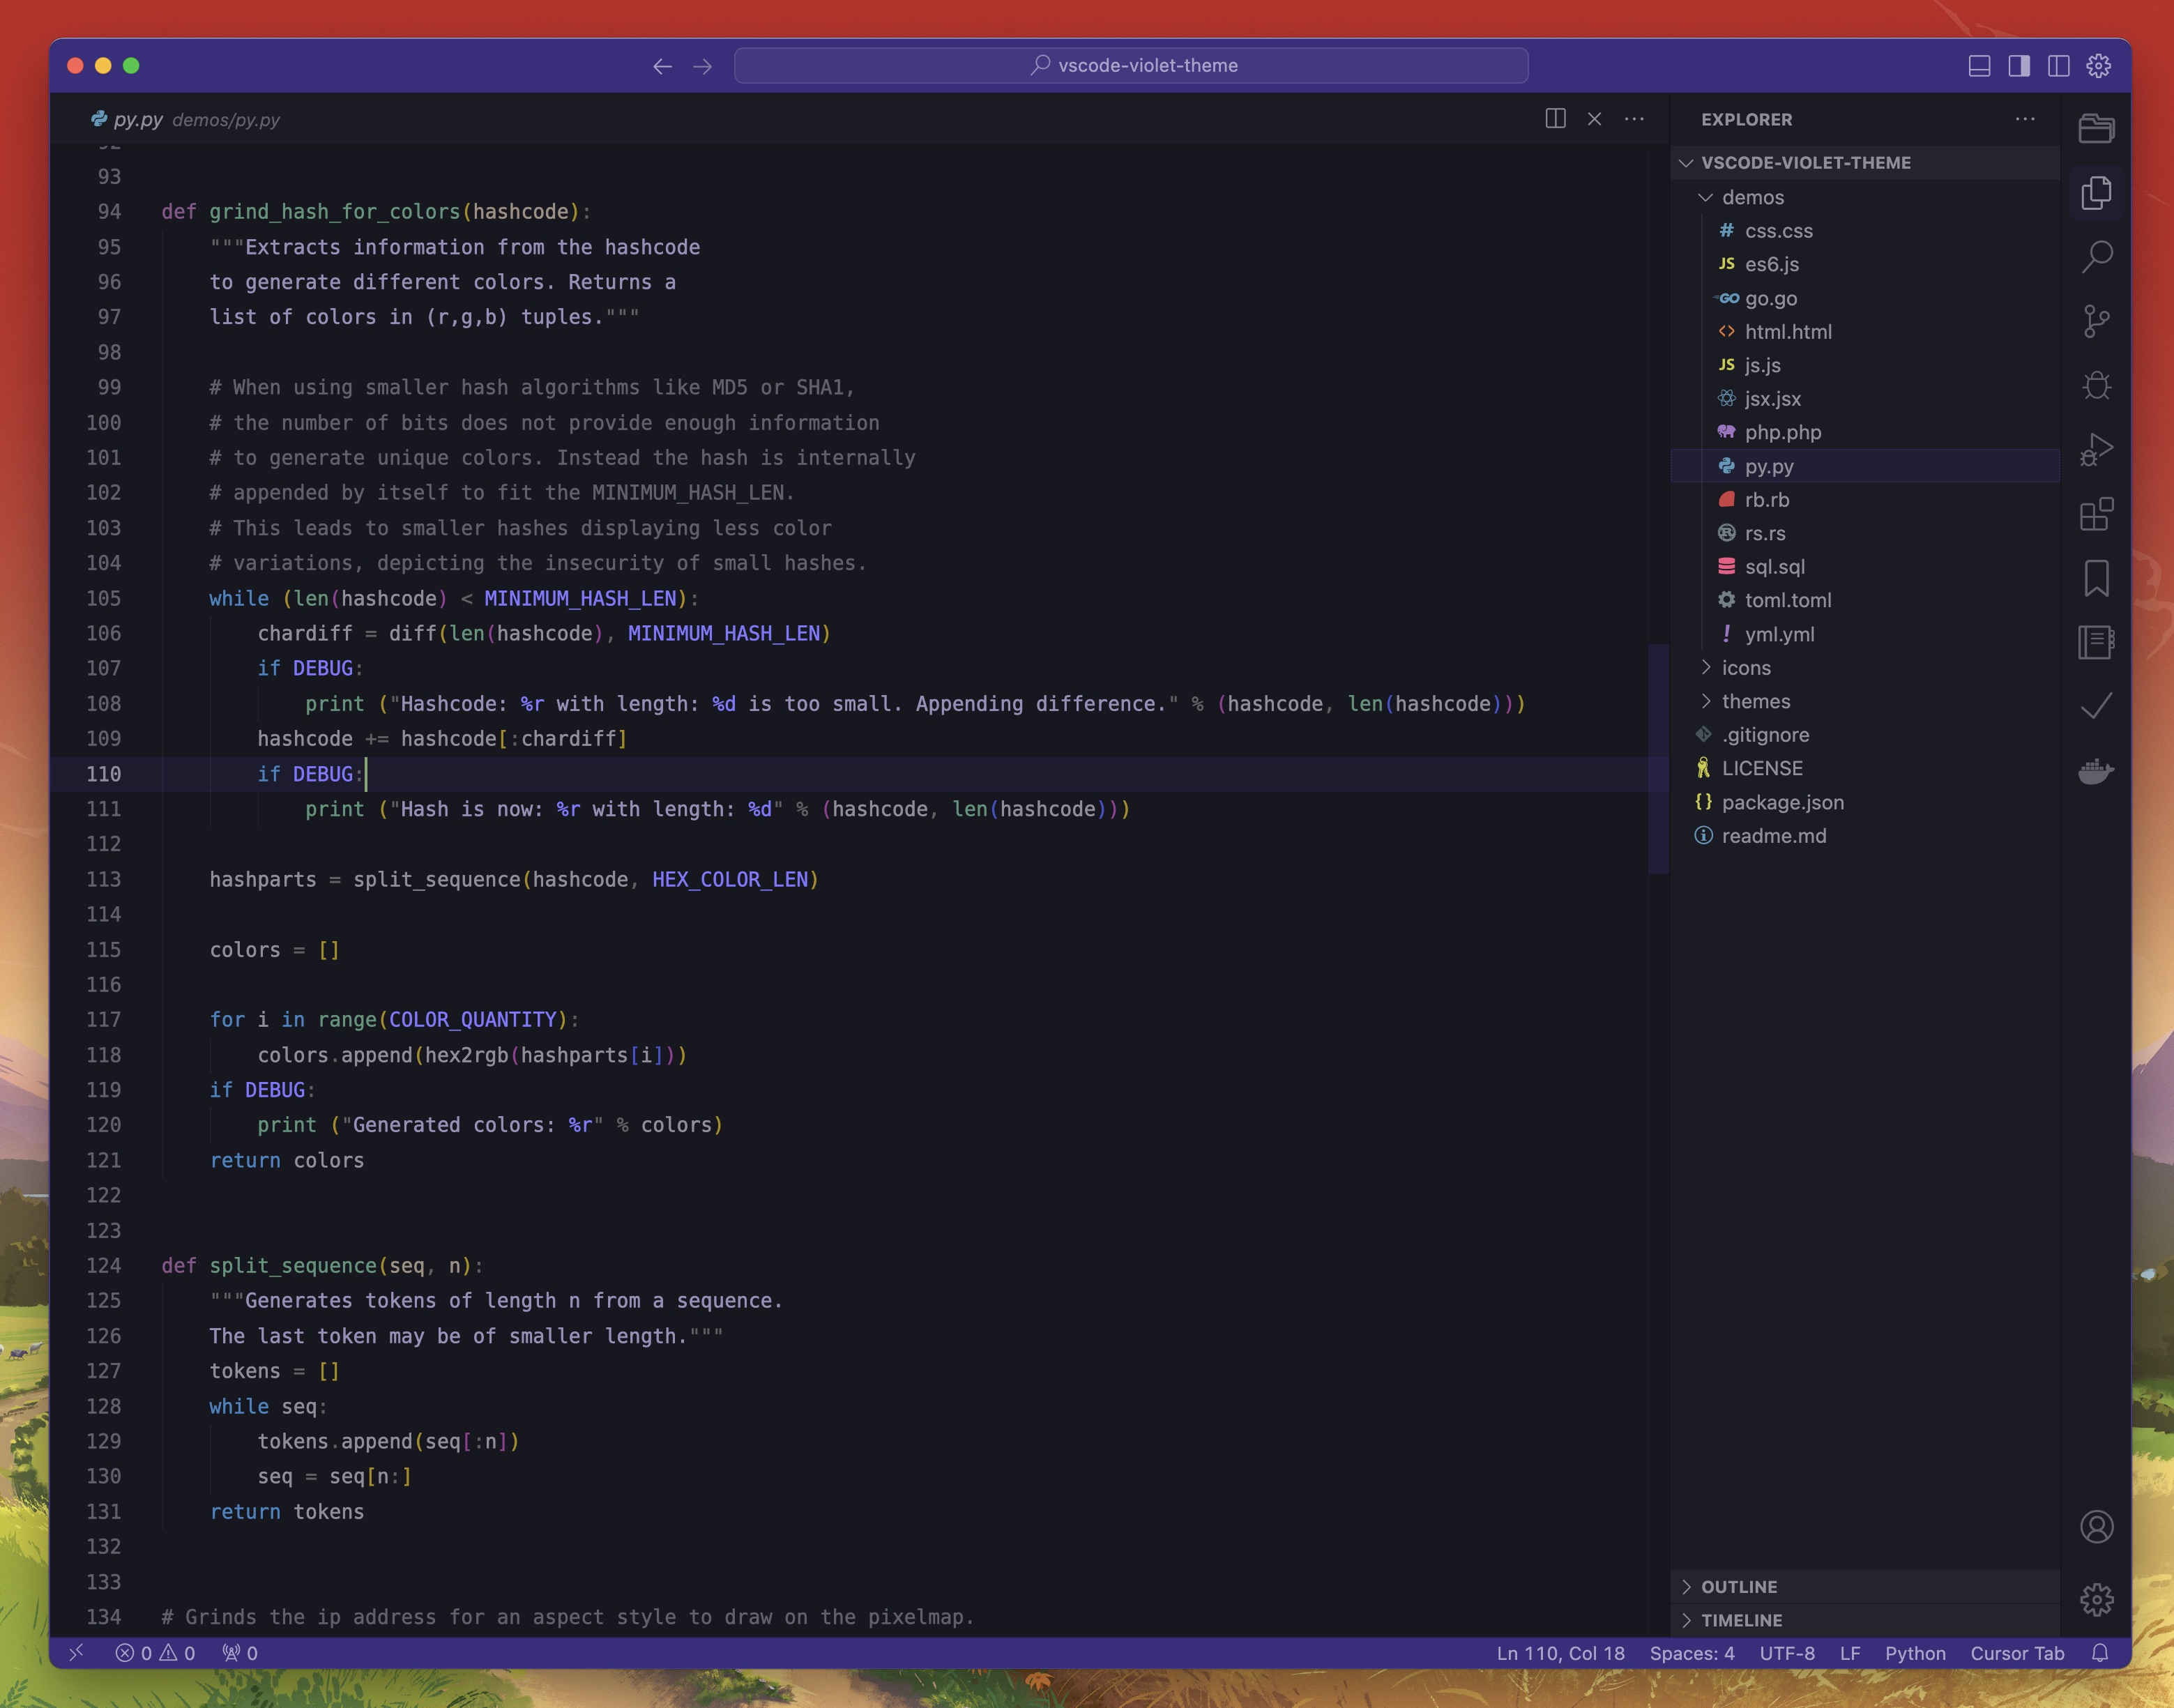 vscode-violet-theme
py.py demos/py.py
92
93
94 def grind_hash_for_colors(hashcode):
95 """Extracts information from the hashcode
96 to generate different colors. Returns a
97 list of colors in (r,g,b) tuples."""
98
99 # When using smaller hash algorithms like MD5 or SHA1,
100 # the number of bits does not provide enough information
101 # to generate unique colors. Instead the hash is internally
102 # appended by itself to fit the MINIMUM_HASH_LEN.
103 # This leads to smaller hashes displaying less color
104 # variations, depicting the insecurity of small hashes.
105 while (len(hashcode) < MINIMUM_HASH_LEN):
106 chardiff = diff(len(hashcode), MINIMUM_HASH_LEN)
107 if DEBUG:
108 print ("Hashcode: %r with length: %d is too small. Appending difference." % (hashcode, len(hashcode)))
109 hashcode += hashcode[:chardiff]
110 if DEBUG:
111 print ("Hash is now: %r with length: %d" % (hashcode, len(hashcode)))
112
113 hashparts = split_sequence(hashcode, HEX_COLOR_LEN)
114
115 colors = []
116
117 for i in range(COLOR_QUANTITY):
118 colors.append(hex2rgb(hashparts[i]))
119 if DEBUG:
120 print ("Generated colors: %r" % colors)
121 return colors
122
123
124 def split_sequence(seq, n):
125 """Generates tokens of length n from a sequence.
126 The last token may be of smaller length."""
127 tokens = []
128 while seq:
129 tokens.append(seq[:n])
130 seq = seq[n:]
131 return tokens
132
133
134 # Grinds the ip address for an aspect style to draw on the pixelmap.
EXPLORER
VSCODE-VIOLET-THEME
demos
# css.css
JS es6.js
GO go.go
<> html.html
JS js.js
jsx.jsx
php.php
py.py
rb.rb
rs.rs
sql.sql
toml.toml
! yml.yml
icons
themes
.gitignore
LICENSE
{} package.json
readme.md
OUTLINE
TIMELINE
0 0 0
Ln 110, Col 18 Spaces: 4 UTF-8 LF Python Cursor Tab